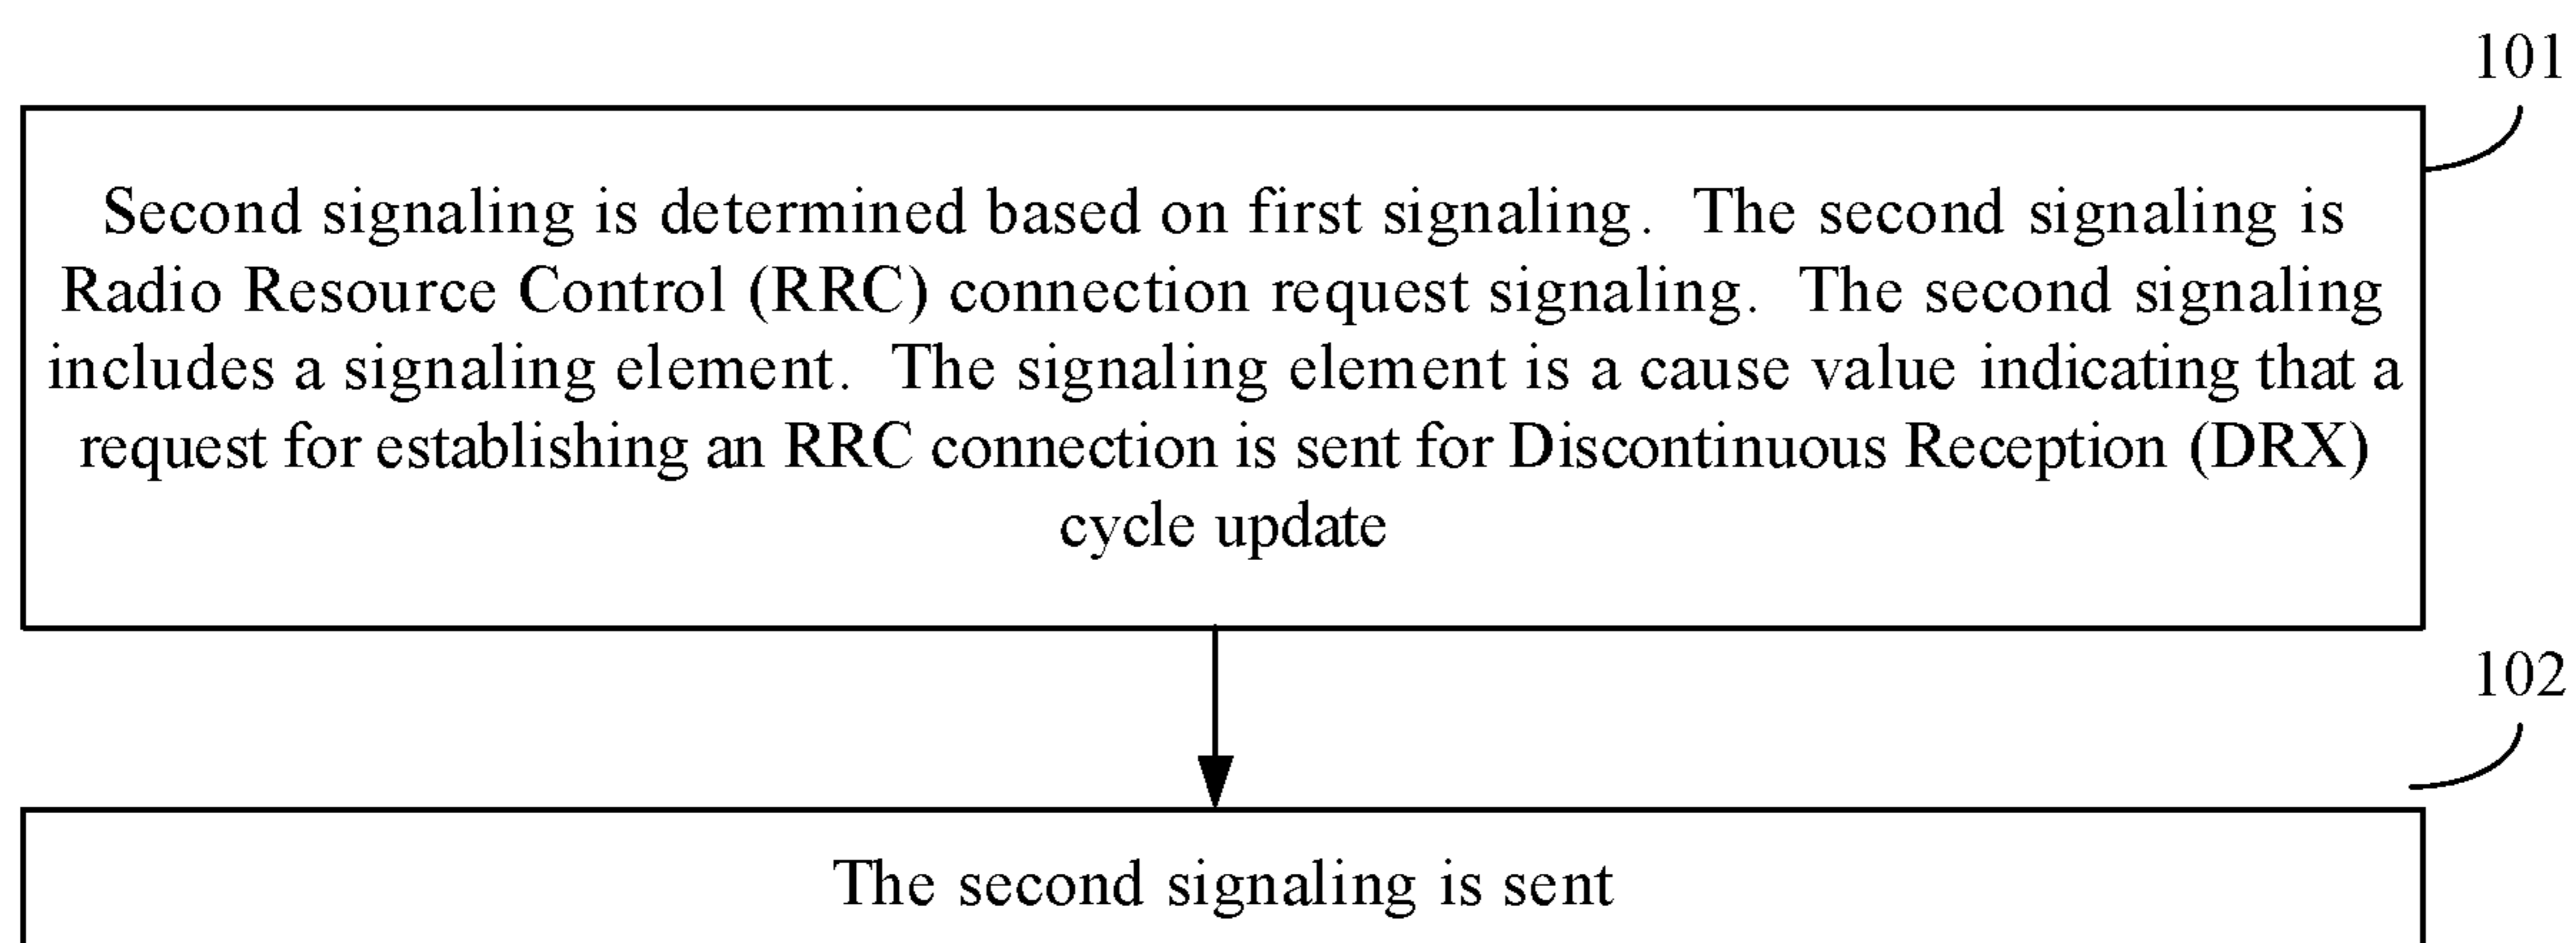 101
Second signaling is determined based on first signaling. The second signaling is
Radio Resource Control (RRC) connection request signaling. The second signaling
includes a signaling element. The signaling element is a cause value indicating that a
request for establishing an RRC connection is sent for Discontinuous Reception (DRX)
cycle update
102
The second signaling is sent